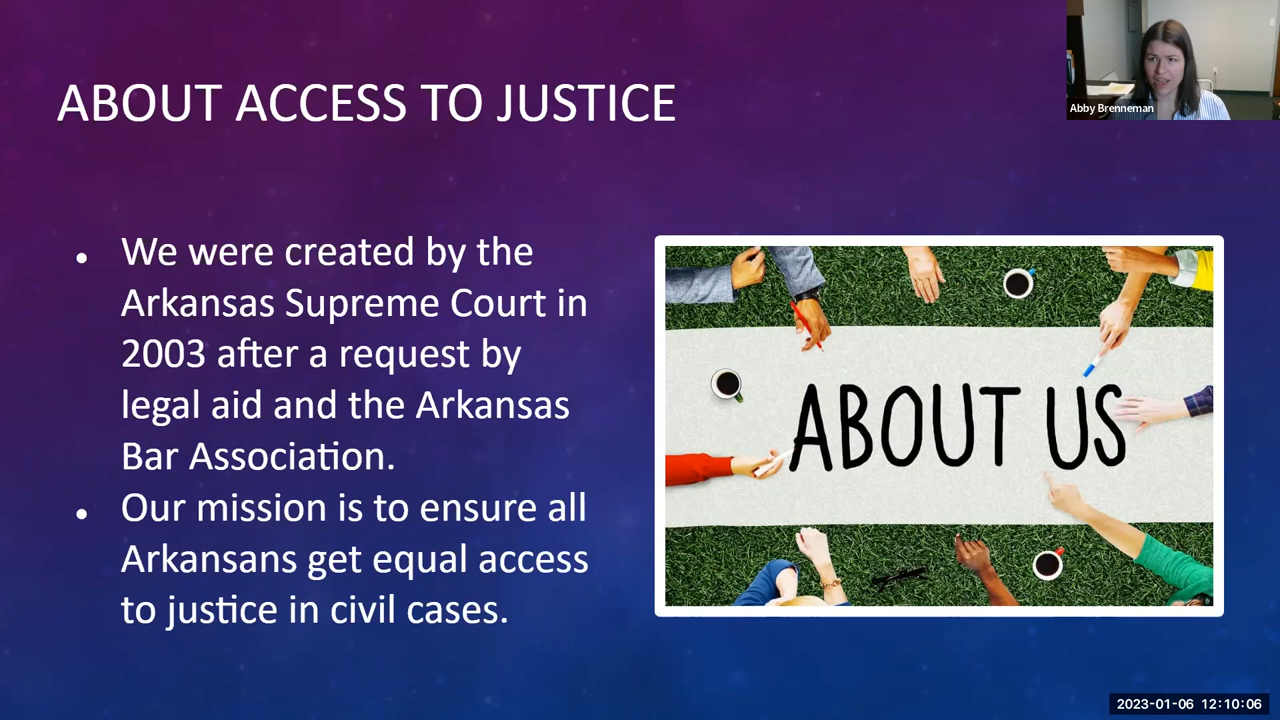 ABOUT ACCESS TO JUSTICE
Abby Brenneman
• We were created by the
Arkansas Supreme Court in
2003 after a request by
legal aid and the Arkansas
Bar Association.
• Our mission is to ensure all
Arkansans get equal access
to justice in civil cases.
ABOUT US
2023-01-06 12:10:06